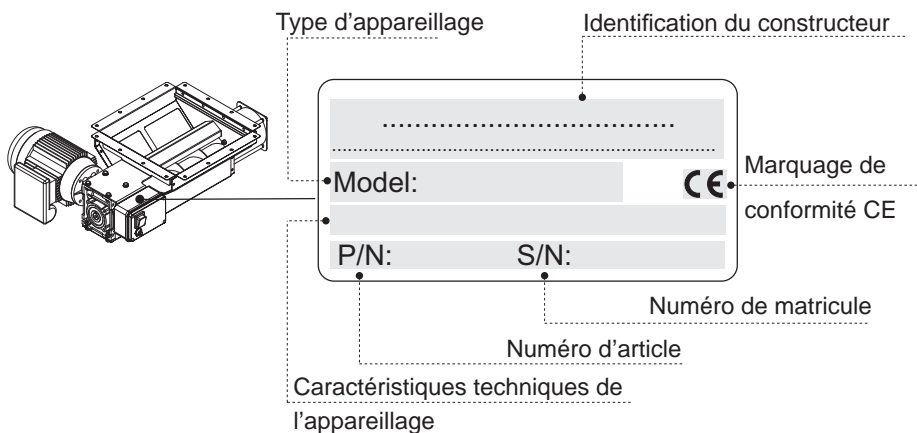 Type d'appareillage
Identification du constructeur
Model:
CE
Marquage de
conformité CE
P/N: S/N:
Numéro de matricule
Numéro d'article
Caractéristiques techniques de
l'appareillage